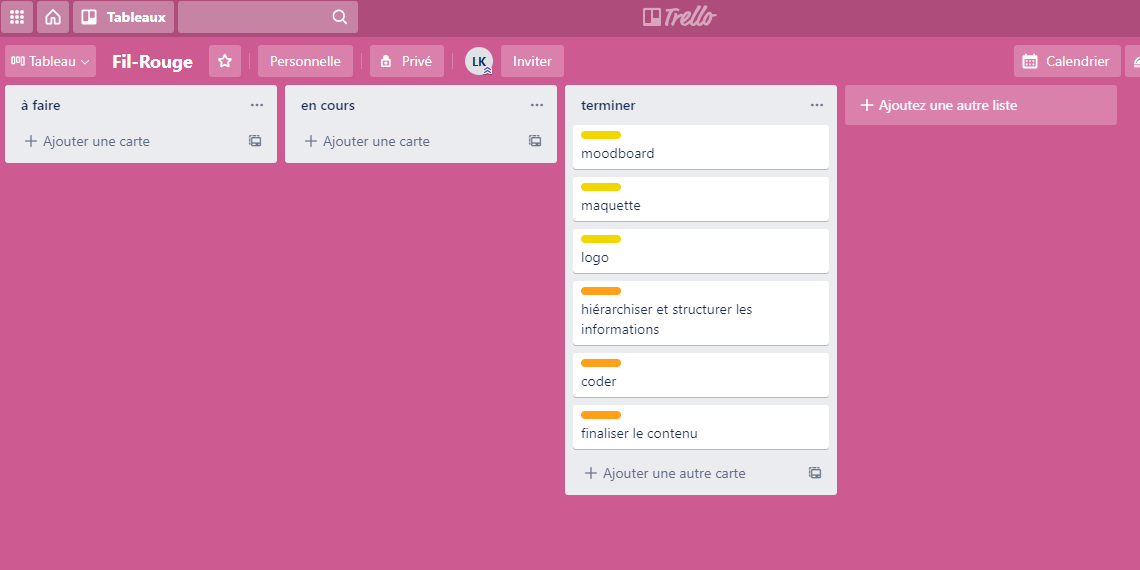 Tableaux
Trello
Tableau
Fil-Rouge
Personnelle
Privé
LK
Inviter
Calendrier
à faire
Ajouter une carte
en cours
Ajouter une carte
terminer
moodboard
maquette
logo
hiérarchiser et structurer les
informations
coder
finaliser le contenu
Ajouter une autre carte
Ajoutez une autre liste